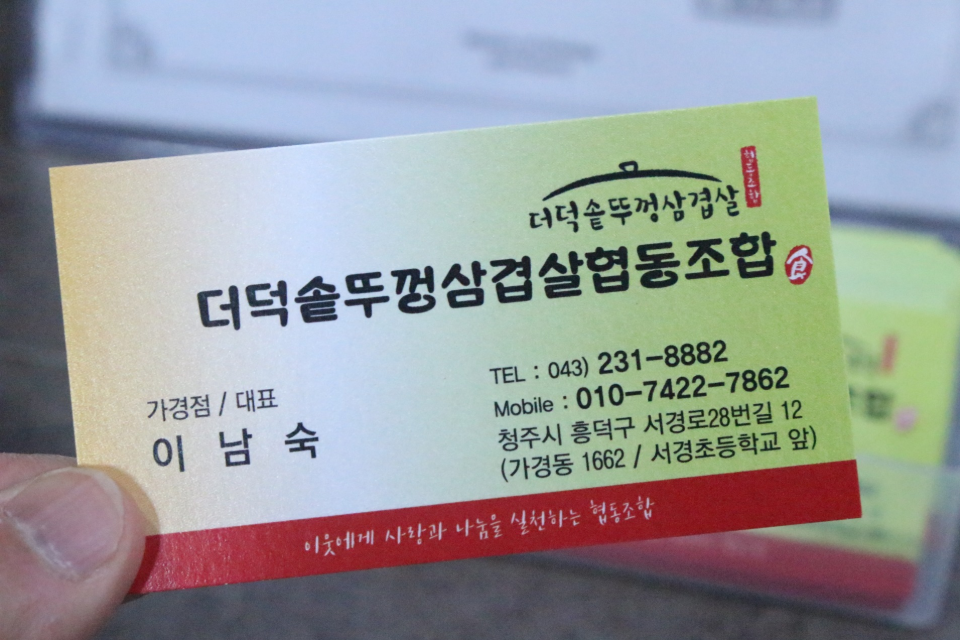 더덕솥뚜껑삼겹살
협동조합
더덕솥뚜껑삼겹살협동조합
食
가경점 / 대표
이 남 숙
TEL : 043) 231-8882
Mobile : 010-7422-7862
청주시 흥덕구 서경로28번길 12
(가경동 1662 / 서경초등학교 앞)
이웃에게 사랑과 나눔을 실천하는 협동조합